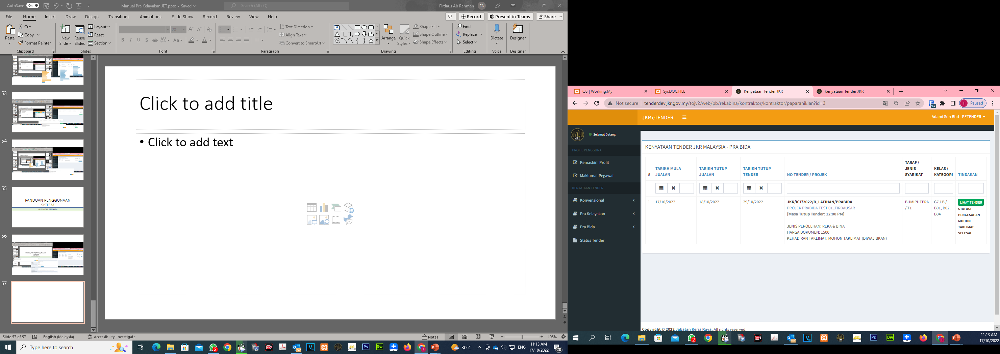 AutoSave On Manual Pra Kelayakan JET.pptx • Saved Search (Alt+Q) Firdaus Ab Rahman FA
File Home Insert Draw Design Transitions Animations Slide Show Record Review View Help Record Present in Teams Share
Paste Cut Copy Format Painter
Clipboard
New Slide Reuse Slides Layout Reset Section
Slides
28
B I U S ab AV Aa A
Font
Text Direction
Align Text
Convert to SmartArt
Paragraph
Arrange Quick Styles Shape Fill Shape Outline Shape Effects
Drawing
Find
Replace
Select
Editing
Dictate
Voice
Designer
Designer
53
54
55
PANDUAN PENGGUNAAN
SISTEM
56
PANDUAN PENGGUNAAN
SISTEM
57
Click to add title
• Click to add text
Slide 57 of 57 English (Malaysia) Accessibility: Investigate Notes 105%
Type here to search 30°C ENG 11:13 AM
17/10/2022 20
QS | Working.My SysDOC.FILE Kenyataan Tender JKR Kenyataan Tender JKR
Not secure | tenderdev.jkr.gov.my/tojv2/web/pb/rekabina/kontraktor/kontraktor/paparaniklan?id=3 9+ I Paused
JKR eTENDER Adami Sdn Bhd - PETENDER
JET Selamat Datang
PROFIL PENGGUNA
Kemaskini Profil
Maklumat Pegawai
KENYATAAN TENDER
Konvensional
Pra Kelayakan
Pra Bida
Status Tender
KENYATAAN TENDER JKR MALAYSIA - PRA BIDA
# TARIKH MULA JUALAN TARIKH TUTUP JUALAN TARIKH TUTUP TENDER NO TENDER / PROJEK TARAF / JENIS SYARIKAT KELAS / KATEGORI TINDAKAN
1 17/10/2022 18/10/2022 29/10/2022 JKR/ICT/2022/B_LATIHAN/PRABIDA BUMIPUTERA G7 / B / LIHAT TENDER
PROJEK PRABIDA TEST 01_FIRDAUSAR / T1 B01, B02, STATUS:
[Masa Tutup Tender: 12:00 PM] B04 PENGESAHAN
MOHON
JENIS PEROLEHAN: REKA & BINA TAKLIMAT
HARGA DOKUMEN: 1500 SELESAI
KEHADIRAN TAKLIMAT: MOHON TAKLIMAT (DIWAJIBKAN)
Copyright © 2022 Jabatan Kerja Raya. All rights reserved.
11:13 AM
17/10/2022